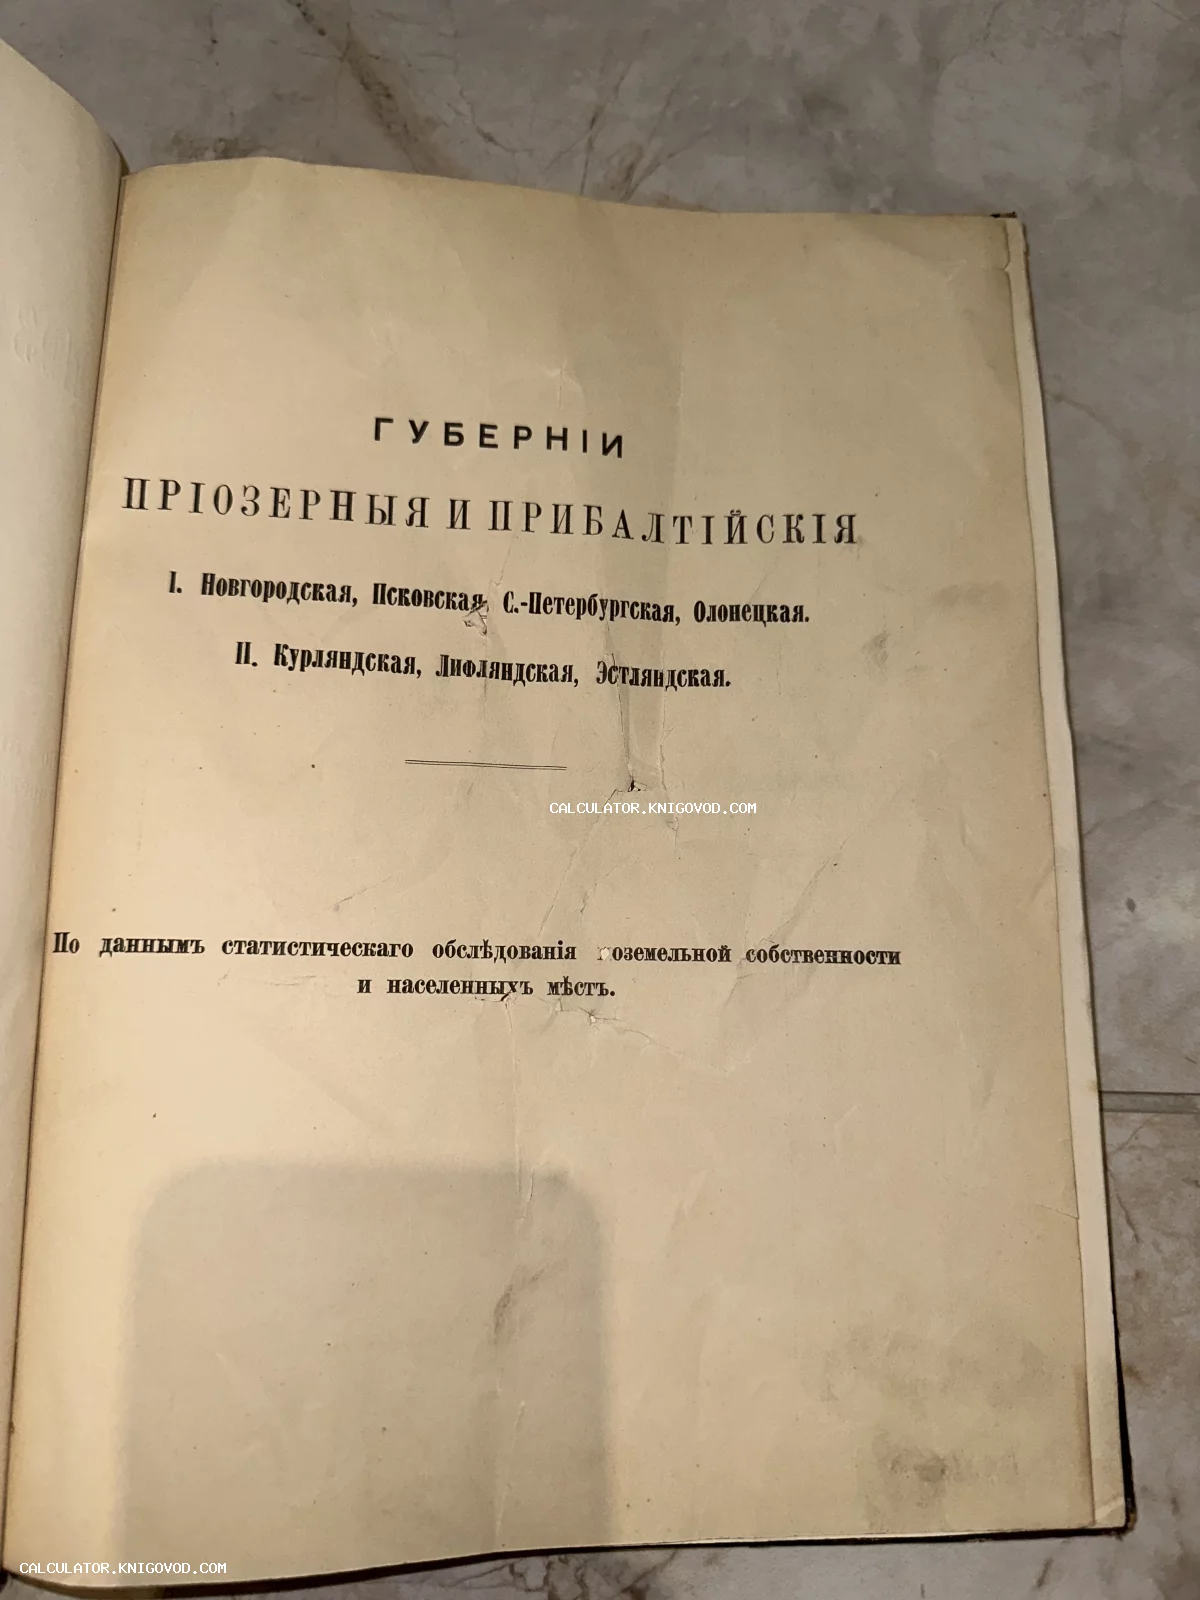 ГУБЕРНІИ
ПРІОЗЕРНЫЯ И ПРИБАЛТІЙСКІЯ
I. Новгородская, Псковская, С.-Петербургская, Олонецкая.
II. Курляндская, Лифляндская, Эстляндская.
CALCULATOR.KNIGOVOD.COM
По даннымъ статистическаго обслѣдованія поземельной собственности
и населенныхъ мѣстъ.
CALCULATOR.KNIGOVOD.COM